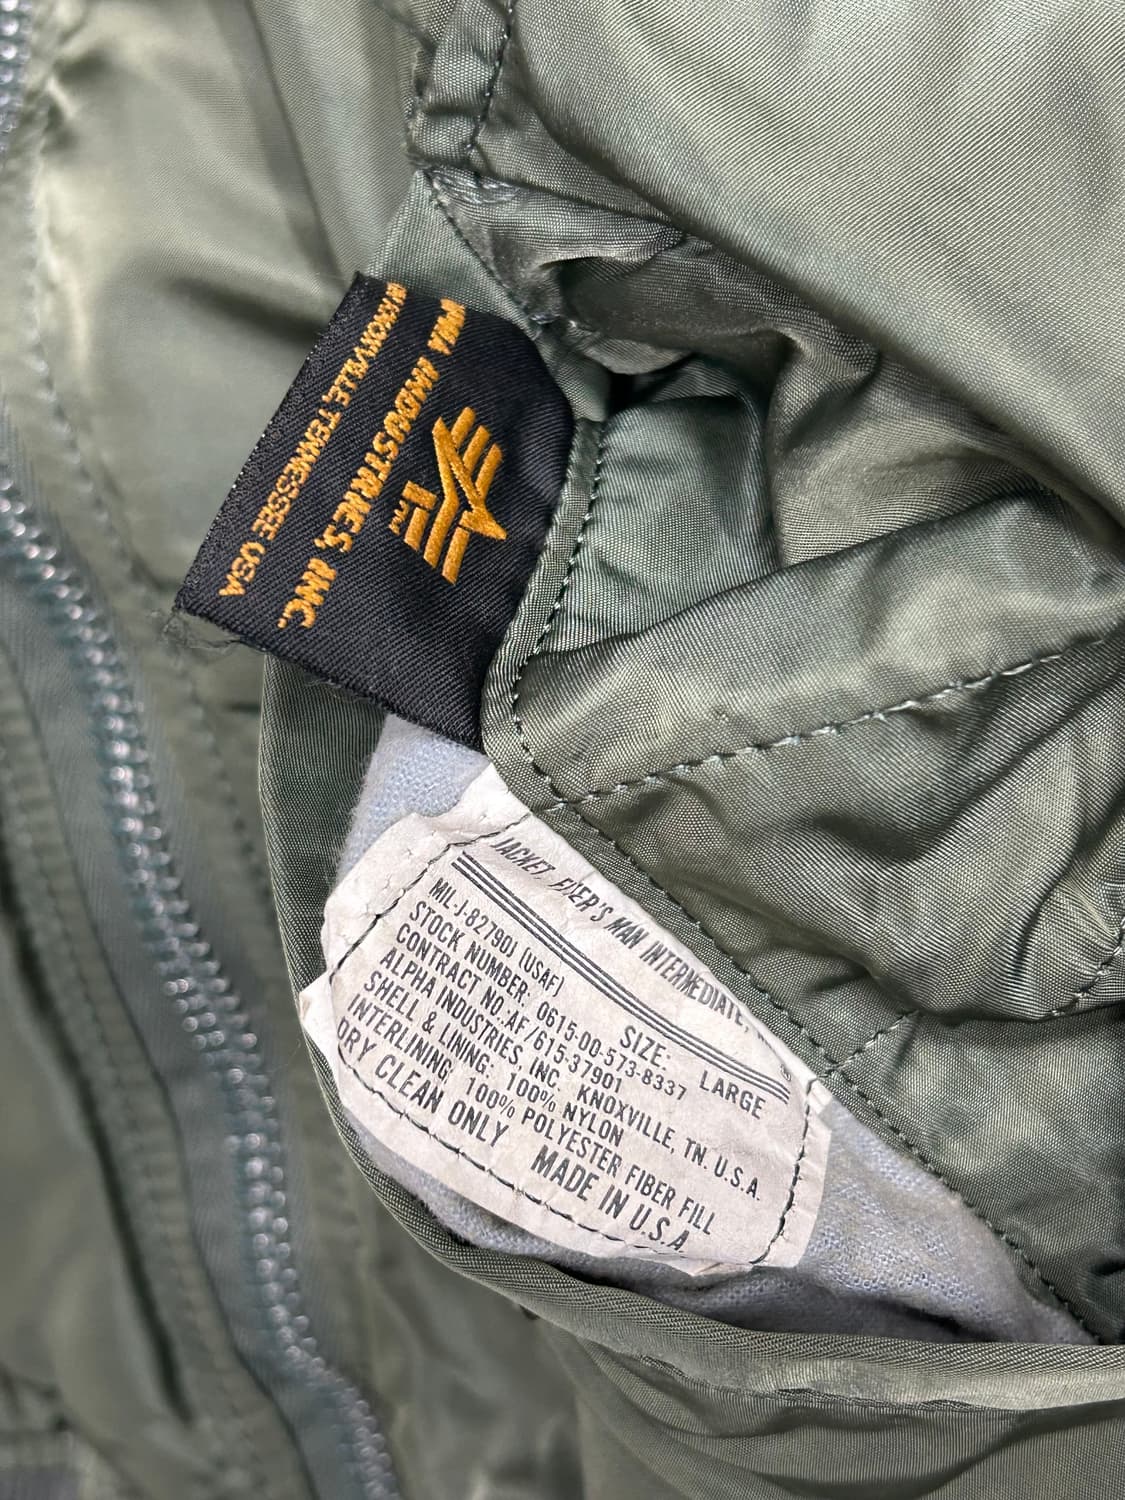 INDUSTRIES, INC.
KNOXVILLE, TENNESSEE USA
JACKET, FLYER'S MAN INTERMEDIATE,
SIZE: LARGE
MIL-J-8279DJ (USAF)
STOCK NUMBER: 0615-00-573-8337
CONTRACT NO.:AF/615-37901
ALPHA INDUSTRIES, INC. KNOXVILLE, TN. U.S.A.
SHELL & LINING: 100% NYLON
INTERLINING: 100% POLYESTER FIBER FILL
DRY CLEAN ONLY
MADE IN U.S.A.